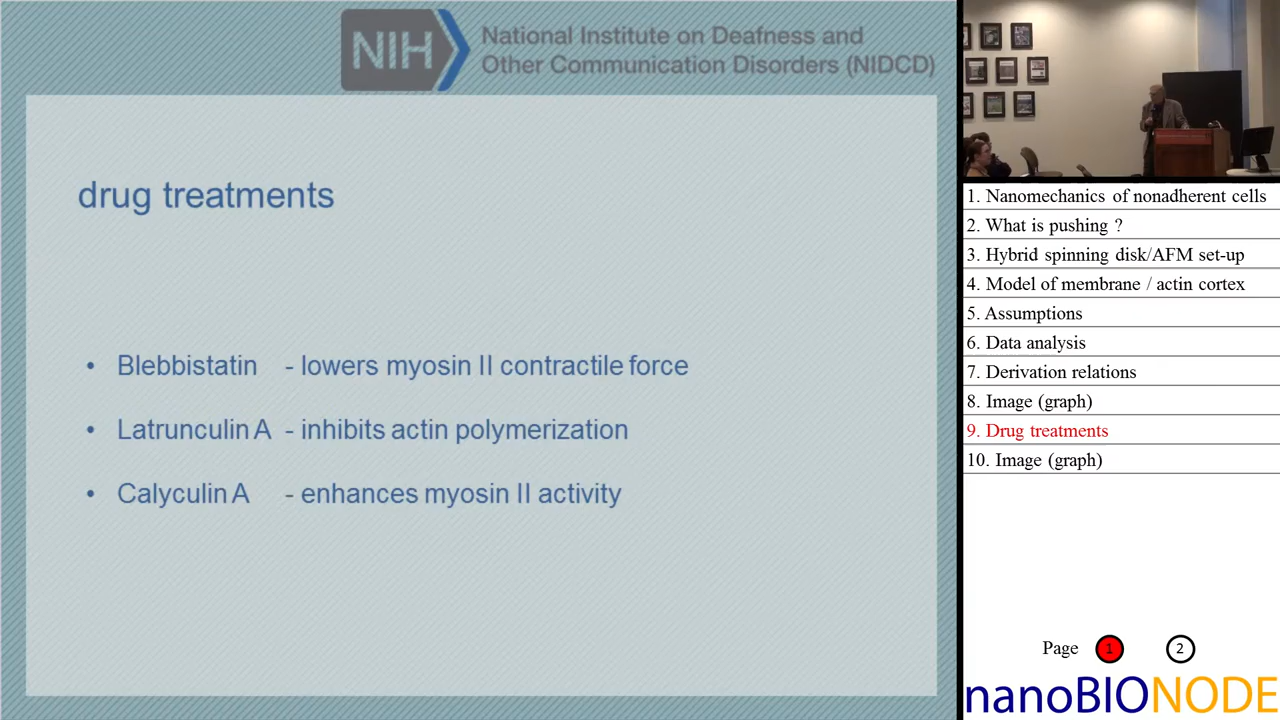 NIH National Institute on Deafness and
Other Communication Disorders (NIDCD)
drug treatments
• Blebbistatin - lowers myosin II contractile force
• Latrunculin A - inhibits actin polymerization
• Calyculin A - enhances myosin II activity
1. Nanomechanics of nonadherent cells
2. What is pushing ?
3. Hybrid spinning disk/AFM set-up
4. Model of membrane / actin cortex
5. Assumptions
6. Data analysis
7. Derivation relations
8. Image (graph)
9. Drug treatments
10. Image (graph)
Page 1 2
nanoBIONODE